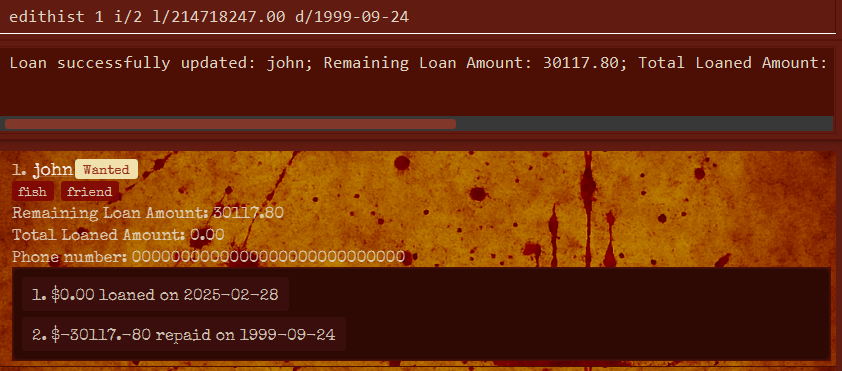 edithist 1 i/2 l/214718247.00 d/1999-09-24
Loan successfully updated: john; Remaining Loan Amount: 30117.80; Total Loaned Amount:
1. john Wanted
fish friend
Remaining Loan Amount: 30117.80
Total Loaned Amount: 0.00
Phone number: 00000000000000000000000000000000
1. $0.00 loaned on 2025-02-28
2. $-30117.-80 repaid on 1999-09-24